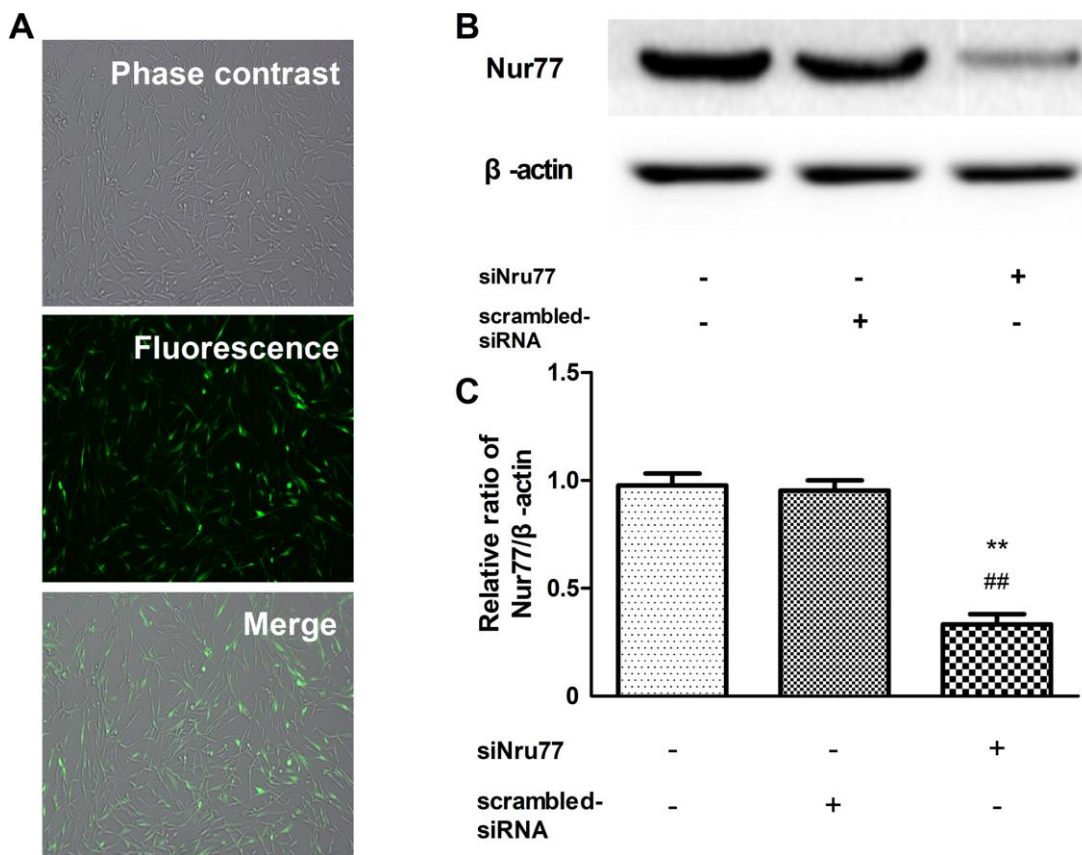 A
Phase contrast
Fluorescence
Merge
B
Nur77
β -actin
siNru77 - - +
scrambled- - + -
siRNA
C
Relative ratio of
Nur77/β -actin
1.5
1.0
0.5
0
**
##
siNru77 - - +
scrambled- - + -
siRNA